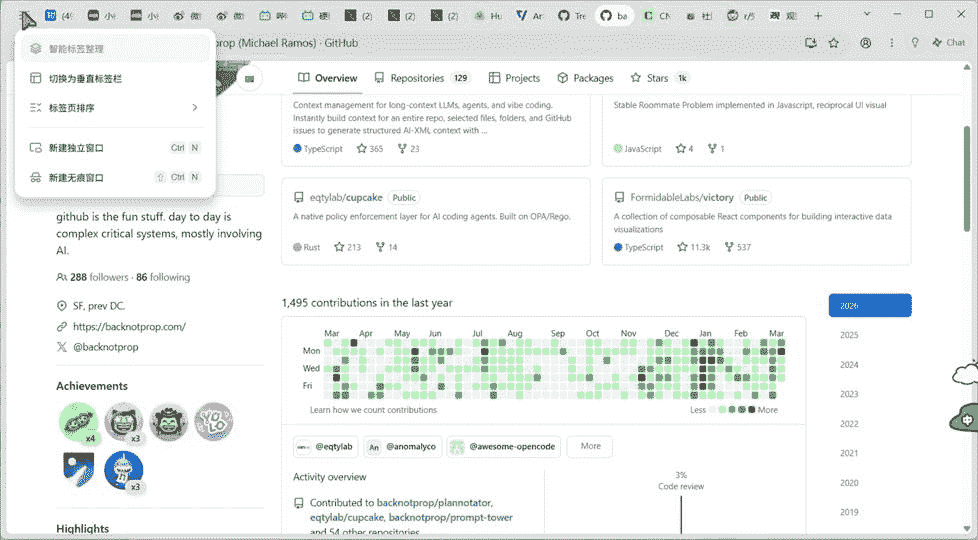 智能标签整理
切换为垂直标签栏
标签页排序
新建独立窗口 Ctrl N
新建无痕窗口 ⇧ Ctrl N
prop (Michael Ramos) · GitHub
Chat
Overview
Repositories 129
Projects
Packages
Stars 1k
Context management for long-context LLMs, agents, and vibe coding.
Instantly build context for an entire repo, selected files, folders, and
GitHub issues to generate structured AI-XML context with ...
TypeScript 365 23
Stable Roommate Problem implemented in Javascript, reciprocal UI visual
JavaScript 4 1
eqtylab/cupcake Public
A native policy enforcement layer for AI coding agents. Built on OPA/Rego.
Rust 213 14
FormidableLabs/victory Public
A collection of composable React components for building interactive data
visualizations
TypeScript 11.3k 537
github is the fun stuff. day to day is
complex critical systems, mostly involving
AI.
288 followers · 86 following
SF, prev DC.
https://backnotprop.com/
@backnotprop
Achievements
x4
x3
YOLO
x3
Highlights
1,495 contributions in the last year
Mar Apr May Jun Jul Aug Sep Oct Nov Dec Jan Feb Mar
Mon
Wed
Fri
Learn how we count contributions
Less More
@eqtylab
An @anomalyco
@awesome-opencode
More
Activity overview
Contributed to backnotprop/plannotator,
eqtylab/cupcake, backnotprop/prompt-tower
and 54 other repositories
3%
Code review
2026
2025
2024
2023
2022
2021
2020
2019